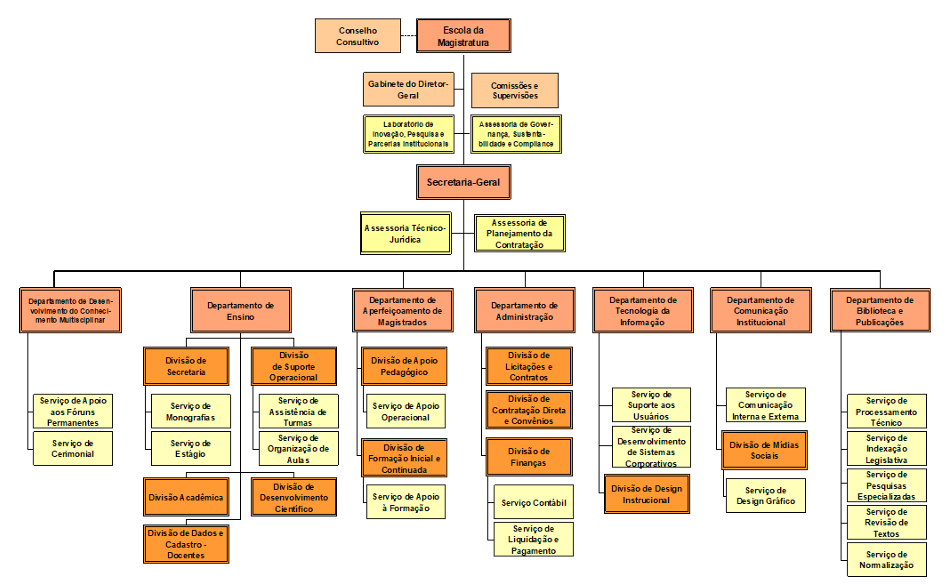 Conselho
Consultivo
Escola da
Magistratura
Gabinete do Diretor-
Geral
Comissões e
Supervisões
Laboratório de
Inovação, Pesquisa e
Parcerias Institucionais
Assessoria de Gover-
nança, Sustenta-
bilidade e Compliance
Secretaria-Geral
Assessoria Técnico-
Jurídica
Assessoria de
Planejamento da
Contratação
Departamento de Desen-
volvimento do Conheci-
mento Multisciplinar
Serviço de Apoio
aos Fóruns
Permanentes
Serviço de
Cerimonial
Departamento de
Ensino
Divisão de
Secretaria
Serviço de
Monografias
Serviço de
Estágio
Divisão
de Suporte
Operacional
Serviço de
Assistência de
Turmas
Serviço de
Organização de
Aulas
Divisão Acadêmica
Divisão de
Desenvolvimento
Científico
Divisão de Dados e
Cadastro -
Docentes
Departamento de
Aperfeiçoamento de
Magistrados
Divisão de Apoio
Pedagógico
Serviço de Apoio
Operacional
Divisão de
Formação Inicial e
Continuada
Serviço de Apoio
à Formação
Departamento de
Administração
Divisão de
Licitações e
Contratos
Divisão de
Contratação Direta
e Convênios
Divisão de
Finanças
Serviço Contábil
Serviço de
Liquidação e
Pagamento
Departamento de
Tecnologia da
Informação
Serviço de
Suporte aos
Usuários
Serviço de
Desenvolvimento
de Sistemas
Corporativos
Divisão de Design
Instrucional
Departamento de
Comunicação
Institucional
Serviço de
Comunicação
Interna e Externa
Divisão de Mídias
Sociais
Serviço de
Design Gráfico
Departamento de
Biblioteca e
Publicações
Serviço de
Processamento
Técnico
Serviço de
Indexação
Legislativa
Serviço de
Pesquisas
Especializadas
Serviço de
Revisão de
Textos
Serviço de
Normalização